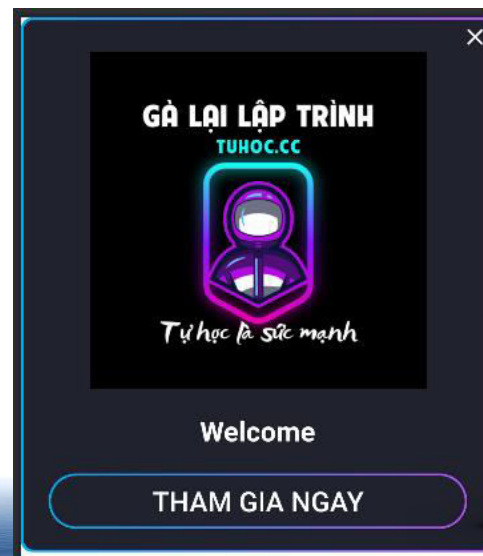 GÀ LẠI LẬP TRÌNH
TUHOC.CC
Tự học là sức mạnh
Welcome
THAM GIA NGAY